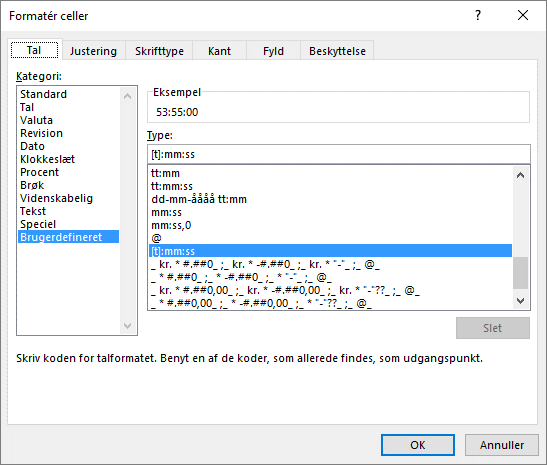 Formatér celler
?
Tal
Justering
Skrifttype
Kant
Fyld
Beskyttelse
Kategori:
Standard
Tal
Valuta
Revision
Dato
Klokkeslæt
Procent
Brøk
Videnskabelig
Tekst
Speciel
Brugerdefineret
Eksempel
53:55:00
Type:
[t]:mm:ss
tt:mm
tt:mm:ss
dd-mm-åååå tt:mm
mm:ss
mm:ss,0
@
[t]:mm:ss
_ kr. * #.##0_ ;_ kr. * -#.##0_ ;_ kr. * "-"_ ;_ @_
_ * #.##0_ ;_ * -#.##0_ ;_ * "-"_ ;_ @_
_ kr. * #.##0,00_ ;_ kr. * -#.##0,00_ ;_ kr. * "-"??_ ;_ @_
_ * #.##0,00_ ;_ * -#.##0,00_ ;_ * "-"??_ ;_ @_
Slet
Skriv koden for talformatet. Benyt en af de koder, som allerede findes, som udgangspunkt.
OK
Annuller